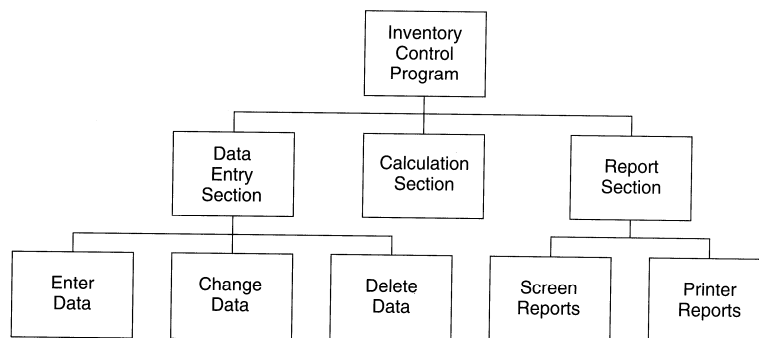 Inventory
Control
Program
Data
Entry
Section
Calculation
Section
Report
Section
Enter
Data
Change
Data
Delete
Data
Screen
Reports
Printer
Reports